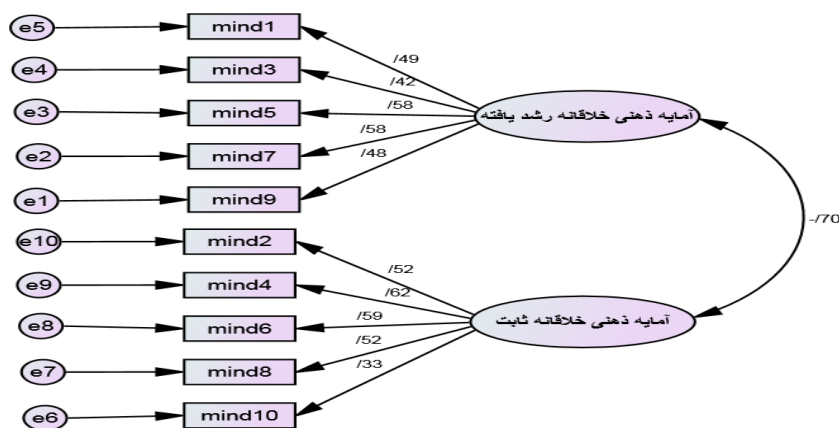 e5
mind1
/49
e4
mind3
/42
e3
mind5
/58
e2
mind7
/58
e1
mind9
/48
آمایه ذهنی خلاقانه رشد یافته
-/70
e10
mind2
/52
e9
mind4
/62
e8
mind6
/59
e7
mind8
/52
e6
mind10
/33
آمایه ذهنی خلاقانه ثابت